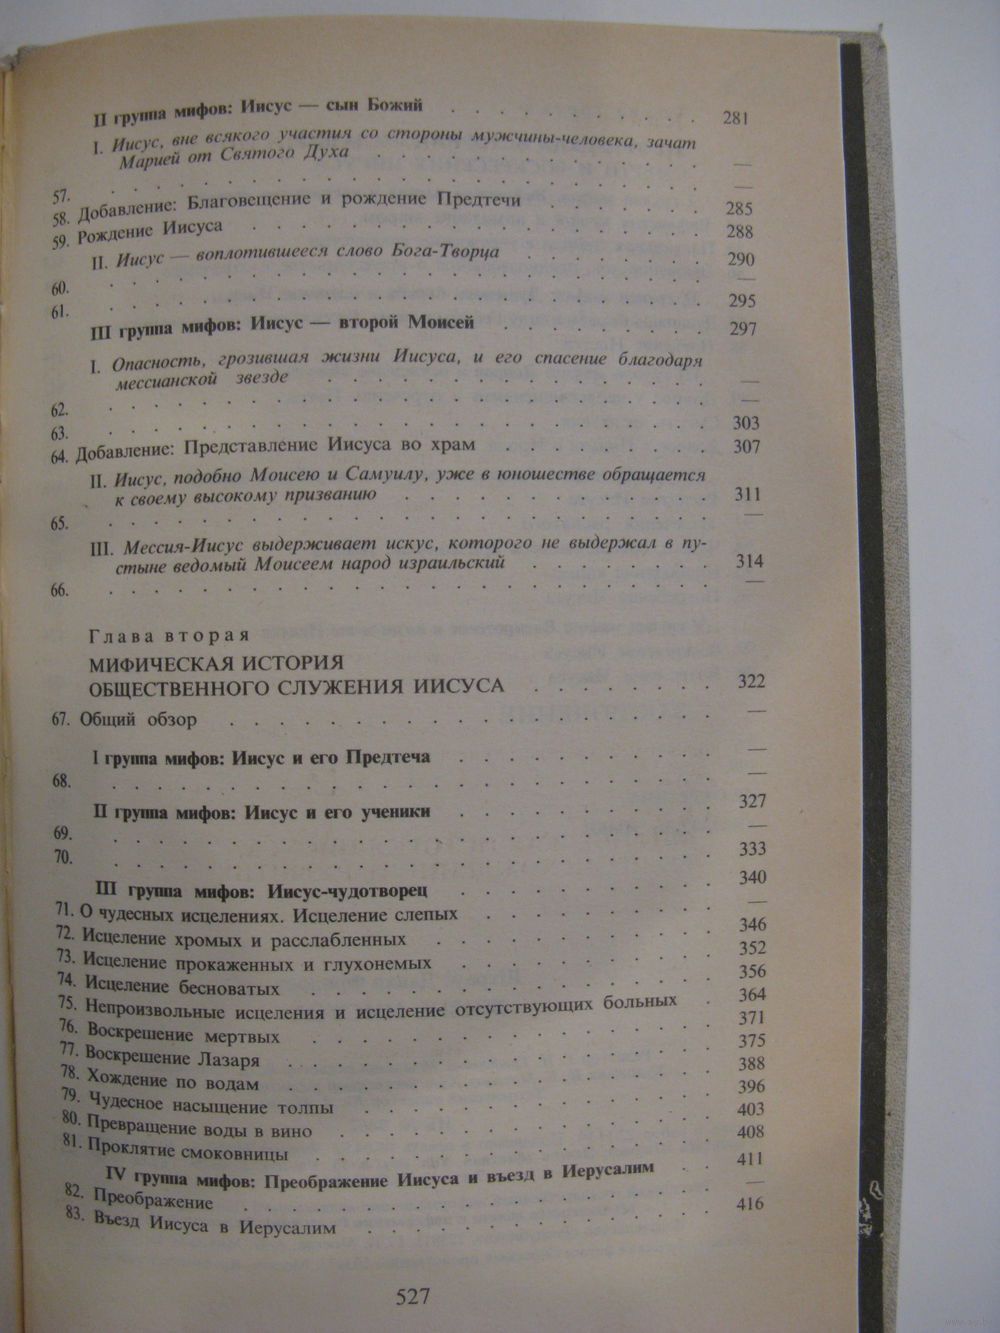 II группа мифов: Иисус — сын Божий . . . . . . . . . . 281
I. Иисус, вне всякого участия со стороны мужчины-человека, зачат
Марией от Святого Духа . . . . . . . . . . —
57. . . . . . . . . . . —
58. Добавление: Благовещение и рождение Предтечи . . . . . 285
59. Рождение Иисуса . . . . . . . . . . 288
II. Иисус — воплотившееся слово Бога-Творца . . . . . . 290
60. . . . . . . . . . . —
61. . . . . . . . . . . 295
III группа мифов: Иисус — второй Моисей . . . . . . 297
I. Опасность, грозившая жизни Иисуса, и его спасение благодаря
мессианской звезде . . . . . . . . . . —
62. . . . . . . . . . . —
63. . . . . . . . . . . 303
64. Добавление: Представление Иисуса во храм . . . . . . 307
II. Иисус, подобно Моисею и Самуилу, уже в юношестве обращается
к своему высокому призванию . . . . . . . . 311
65. . . . . . . . . . . —
III. Мессия-Иисус выдерживает искус, которого не выдержал в пу-
стыне ведомый Моисеем народ израильский . . . . . 314
66. . . . . . . . . . . —
Глава вторая
МИФИЧЕСКАЯ ИСТОРИЯ
ОБЩЕСТВЕННОГО СЛУЖЕНИЯ ИИСУСА . . . . . 322
67. Общий обзор . . . . . . . . . . —
I группа мифов: Иисус и его Предтеча . . . . . . . —
68. . . . . . . . . . . —
II группа мифов: Иисус и его ученики . . . . . . . 327
69. . . . . . . . . . . —
70. . . . . . . . . . . 333
III группа мифов: Иисус-чудотворец . . . . . . . 340
71. О чудесных исцелениях. Исцеление слепых . . . . . . —
72. Исцеление хромых и расслабленных . . . . . . . 346
73. Исцеление прокаженных и глухонемых . . . . . . 352
74. Исцеление бесноватых . . . . . . . . . 356
75. Непроизвольные исцеления и исцеление отсутствующих больных . 364
76. Воскрешение мертвых . . . . . . . . . 371
77. Воскрешение Лазаря . . . . . . . . . 375
78. Хождение по водам . . . . . . . . . 388
79. Чудесное насыщение толпы . . . . . . . . 396
80. Превращение воды в вино . . . . . . . . 403
81. Проклятие смоковницы . . . . . . . . . 408
IV группа мифов: Преображение Иисуса и въезд в Иерусалим . . 411
82. Преображение . . . . . . . . . . —
83. Въезд Иисуса в Иерусалим . . . . . . . . 416
527